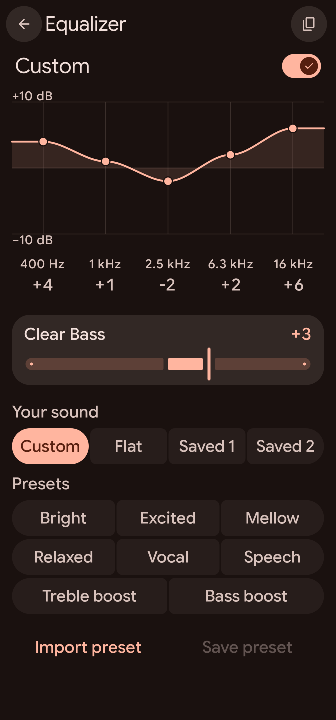 Equalizer
Custom
+10 dB
-10 dB
400 Hz 1 kHz 2.5 kHz 6.3 kHz 16 kHz
+4 +1 -2 +2 +6
Clear Bass +3
Your sound
Custom Flat Saved 1 Saved 2
Presets
Bright Excited Mellow
Relaxed Vocal Speech
Treble boost Bass boost
Import preset Save preset